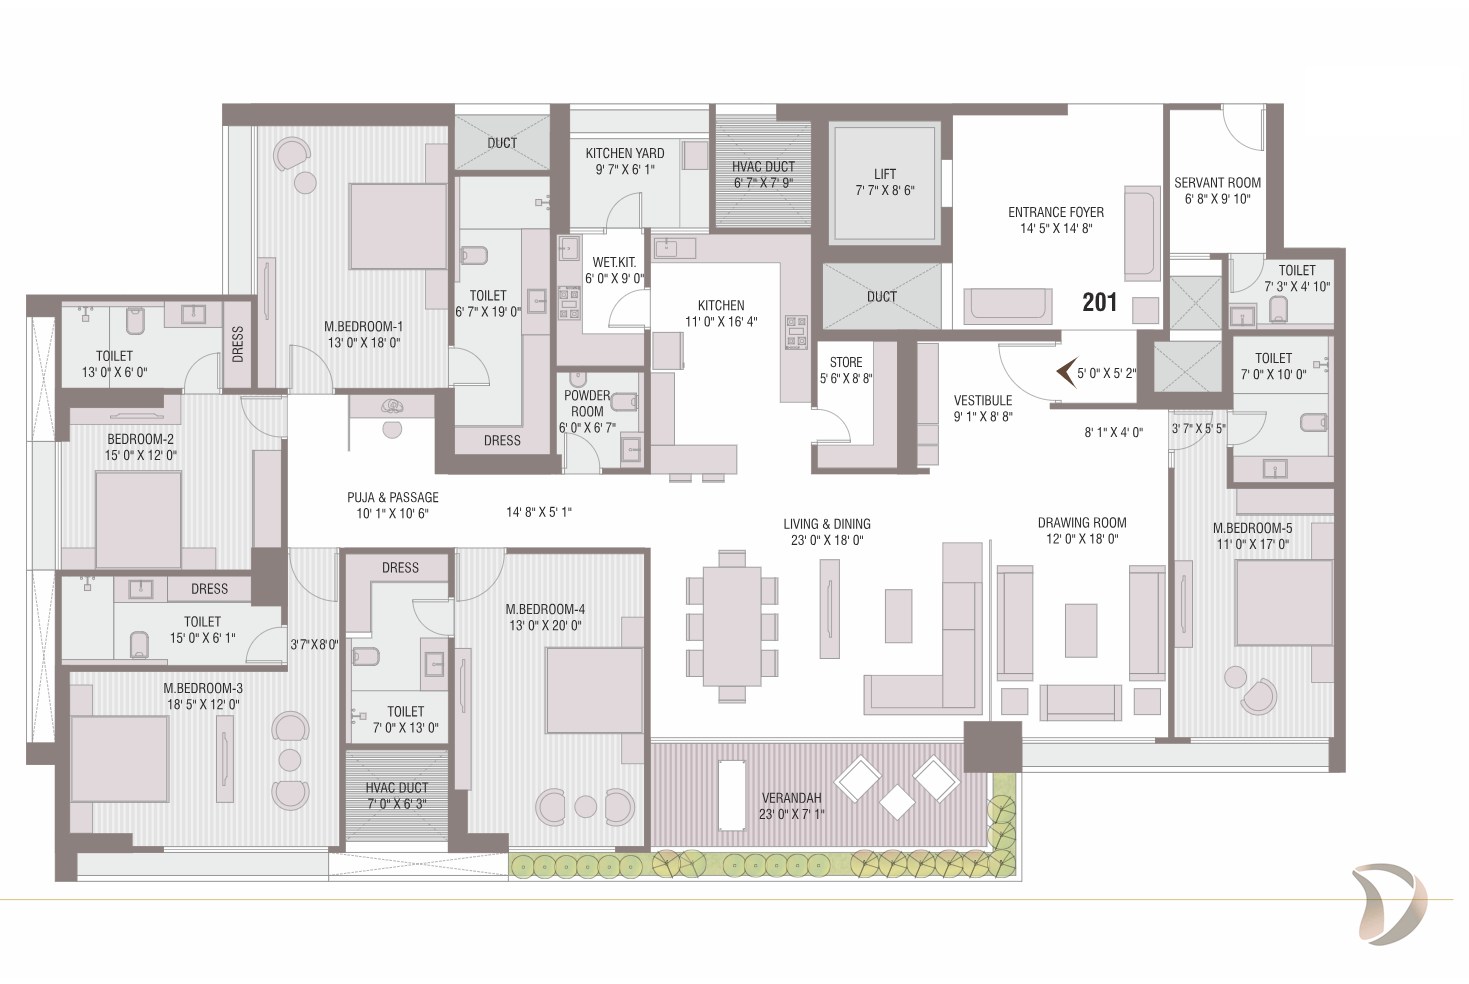 DUCT
KITCHEN YARD
9' 7" X 6' 1"
HVAC DUCT
6' 7" X 7' 9"
LIFT
7' 7" X 8' 6"
ENTRANCE FOYER
14' 5" X 14' 8"
SERVANT ROOM
6' 8" X 9' 10"
TOILET
7' 3" X 4' 10"
201
DUCT
WET.KIT.
6' 0" X 9' 0"
KITCHEN
11' 0" X 16' 4"
TOILET
6' 7" X 19' 0"
M.BEDROOM-1
13' 0" X 18' 0"
DRESS
TOILET
13' 0" X 6' 0"
STORE
5' 6" X 8' 8"
5' 0" X 5' 2"
TOILET
7' 0" X 10' 0"
VESTIBULE
9' 1" X 8' 8"
8' 1" X 4' 0"
3' 7" X 5' 5"
POWDER
ROOM
6' 0" X 6' 7"
DRESS
BEDROOM-2
15' 0" X 12' 0"
PUJA & PASSAGE
10' 1" X 10' 6"
14' 8" X 5' 1"
LIVING & DINING
23' 0" X 18' 0"
DRAWING ROOM
12' 0" X 18' 0"
M.BEDROOM-5
11' 0" X 17' 0"
DRESS
DRESS
TOILET
15' 0" X 6' 1"
3'7"X8'0"
M.BEDROOM-4
13' 0" X 20' 0"
M.BEDROOM-3
18' 5" X 12' 0"
TOILET
7' 0" X 13' 0"
HVAC DUCT
7' 0" X 6' 3"
VERANDAH
23' 0" X 7' 1"